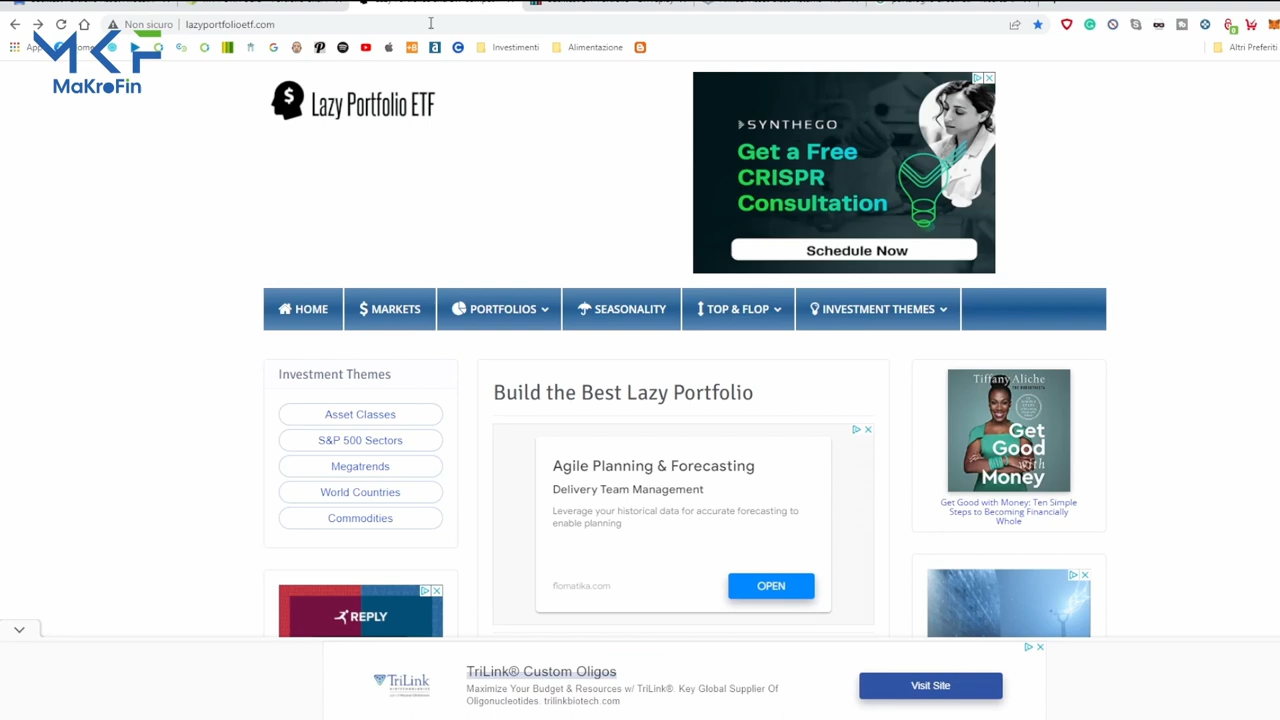 Non sicuro
lazyportfolioetf.com
Investimenti
Alimentazione
Altri Preferiti
MKF
MaKroFin
Lazy Portfolio ETF
SYNTHEGO
Get a Free
CRISPR
Consultation
Schedule Now
HOME
MARKETS
PORTFOLIOS
SEASONALITY
TOP & FLOP
INVESTMENT THEMES
Investment Themes
Asset Classes
S&P 500 Sectors
Megatrends
World Countries
Commodities
REPLY
Build the Best Lazy Portfolio
Agile Planning & Forecasting
Delivery Team Management
Leverage your historical data for accurate forecasting to
enable planning
flomatika.com
OPEN
Tiffany Aliche
Get
Good
with
Money
Get Good with Money: Ten Simple
Steps to Becoming Financially
Whole
TriLink
TriLink® Custom Oligos
Maximize Your Budget & Resources w/ TriLink®. Key Global Supplier Of
Oligonucleotides. trilinkbiotech.com
Visit Site